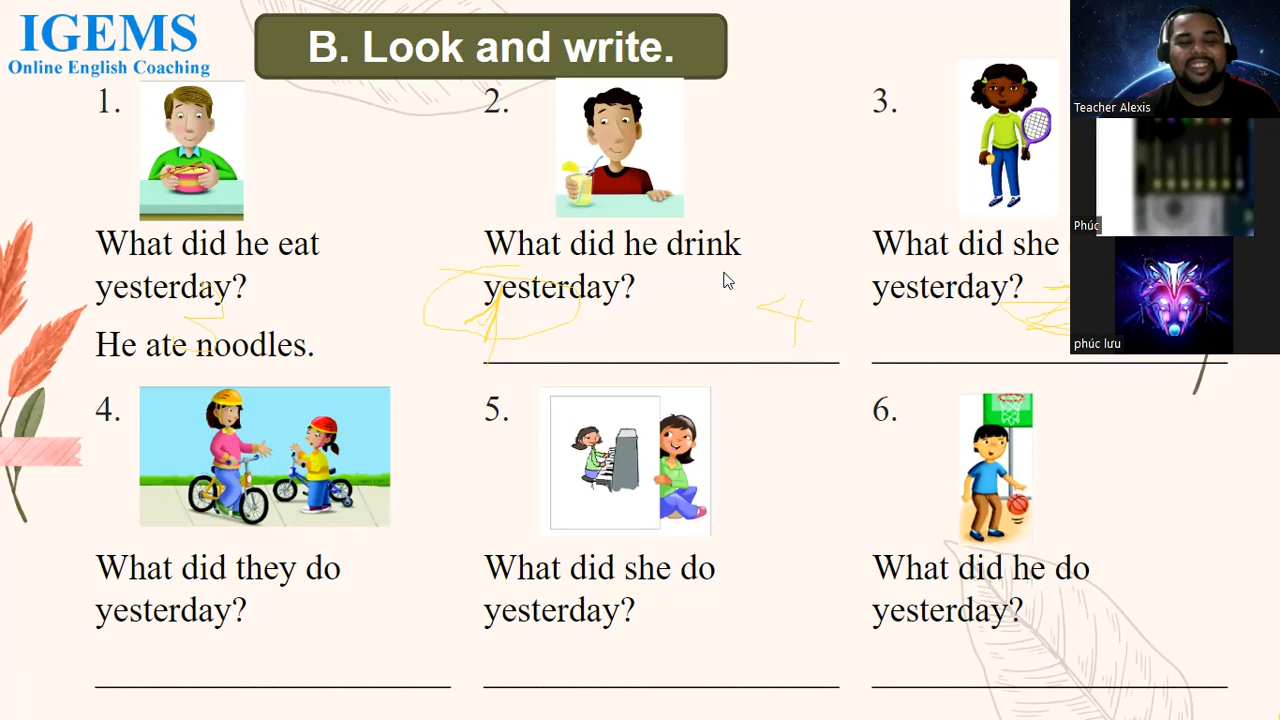 IGEMS
Online English Coaching
B. Look and write.
1.
2.
3.
What did he eat
yesterday?
He ate noodles.
What did he drink
yesterday?
What did she
yesterday?
4.
5.
6.
What did they do
yesterday?
What did she do
yesterday?
What did he do
yesterday?
Teacher Alexis
Phúc
phúc lưu